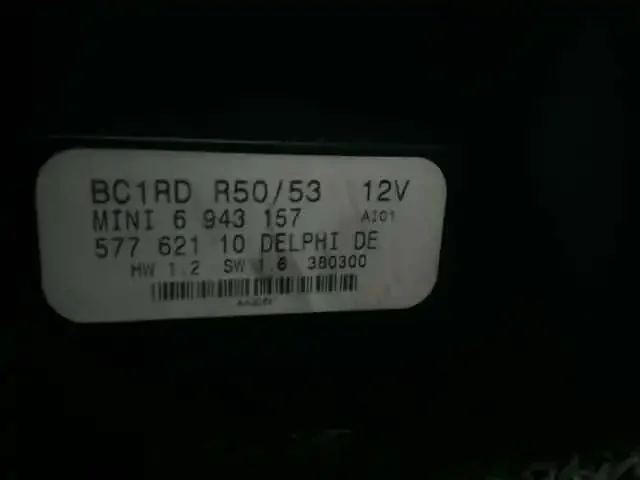 BC1RD R50/53 12V
MINI 6 943 157 AI01
577 621 10 DELPHI DE
HW 1.2 SW 1.6 380300